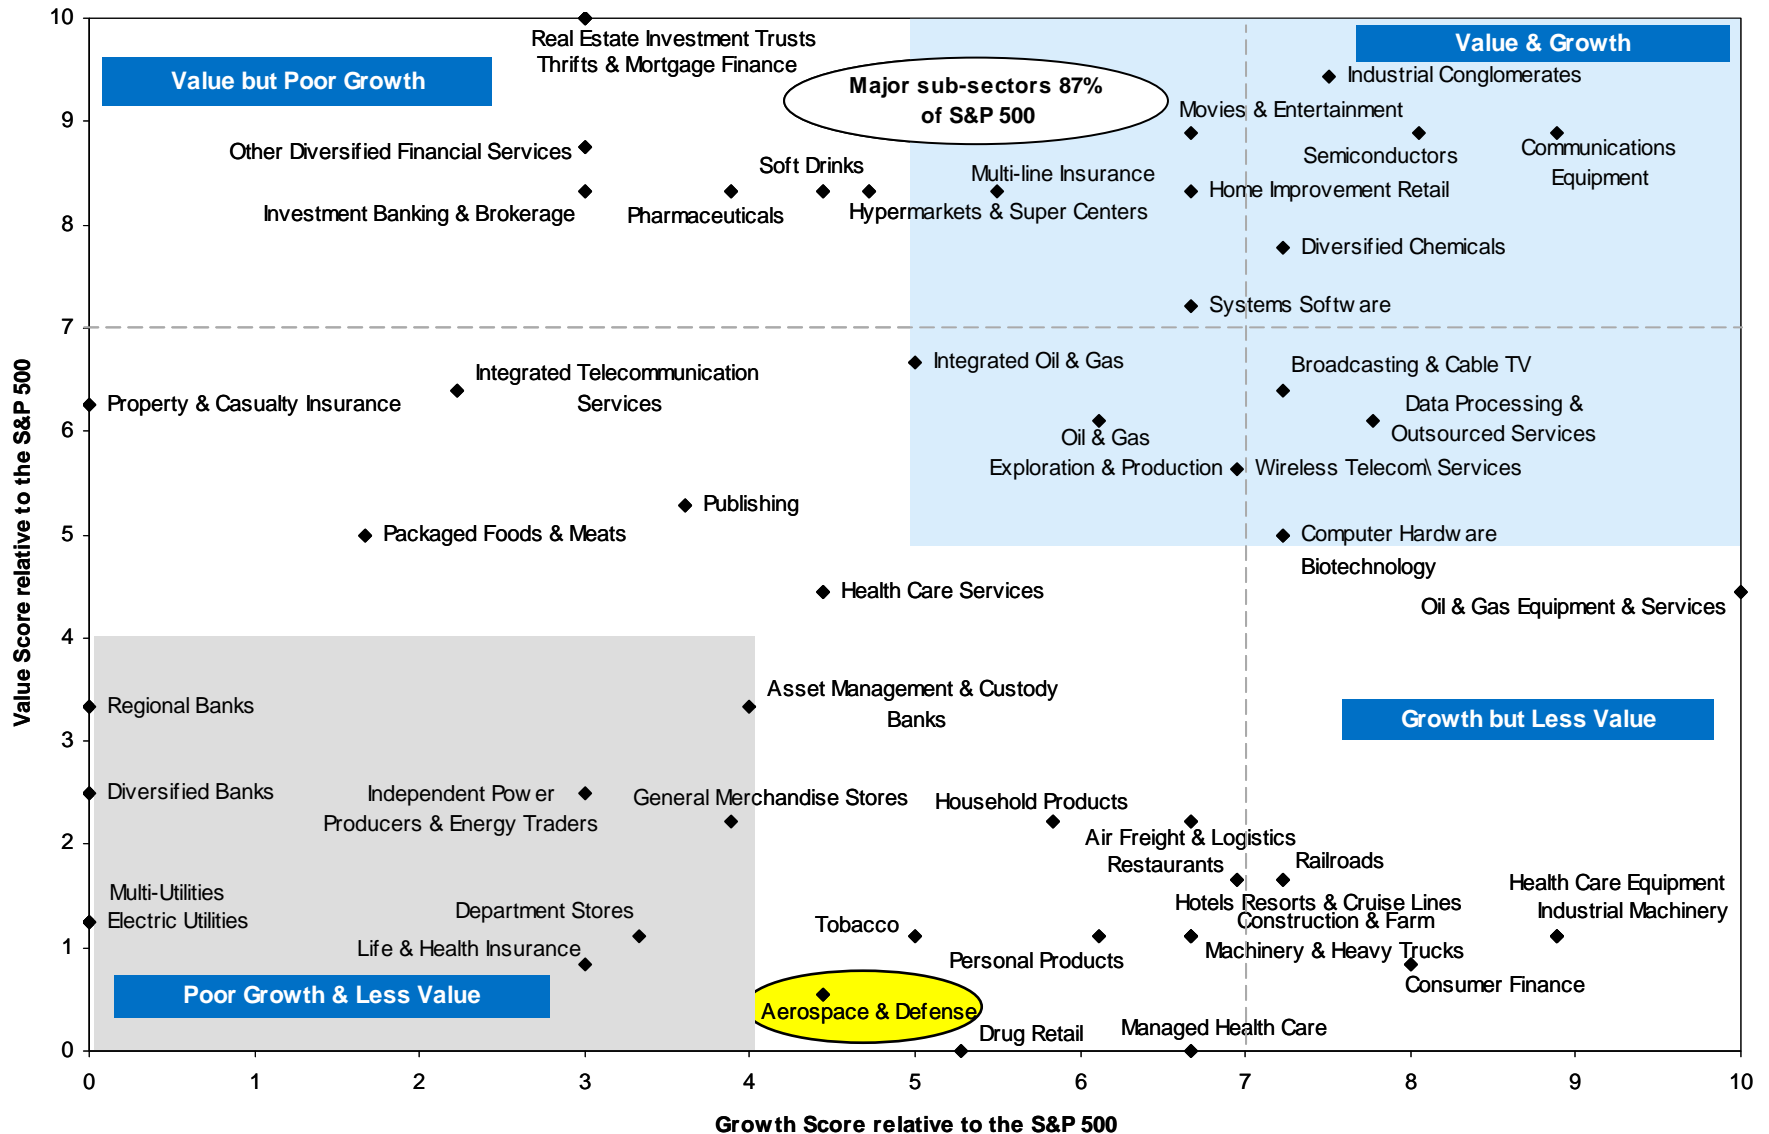 10
Real Estate Investment Trusts
Thrifts & Mortgage Finance
Value & Growth
Value but Poor Growth
Major sub-sectors 87%
of S&P 500
Industrial Conglomerates
Movies & Entertainment
9
Other Diversified Financial Services
Soft Drinks
Multi-line Insurance
Semiconductors
Communications
Equipment
Investment Banking & Brokerage
Pharmaceuticals
Hypermarkets & Super Centers
Home Improvement Retail
8
Diversified Chemicals
Systems Software
7
Integrated Oil & Gas
Broadcasting & Cable TV
Integrated Telecommunication
Services
Property & Casualty Insurance
Data Processing &
Outsourced Services
6
Oil & Gas
Exploration & Production
Wireless Telecom\ Services
Publishing
Packaged Foods & Meats
5
Computer Hardware
Biotechnology
Health Care Services
Oil & Gas Equipment & Services
4
Regional Banks
Asset Management & Custody
Banks
Growth but Less Value
3
Diversified Banks
Independent Power
Producers & Energy Traders
General Merchandise Stores
Household Products
2
Air Freight & Logistics
Restaurants
Railroads
Multi-Utilities
Electric Utilities
Department Stores
Life & Health Insurance
Tobacco
Hotels Resorts & Cruise Lines
Construction & Farm
Machinery & Heavy Trucks
Health Care Equipment
Industrial Machinery
1
Personal Products
Consumer Finance
Poor Growth & Less Value
Aerospace & Defense
Drug Retail
Managed Health Care
0
0 1 2 3 4 5 6 7 8 9 10
Growth Score relative to the S&P 500
Value Score relative to the S&P 500